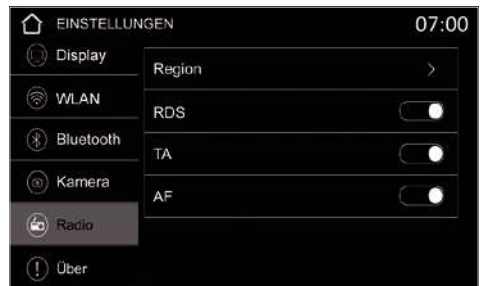 EINSTELLUNGEN
07:00
Display
WLAN
Bluetooth
Kamera
Radio
Über
Region
RDS
TA
AF